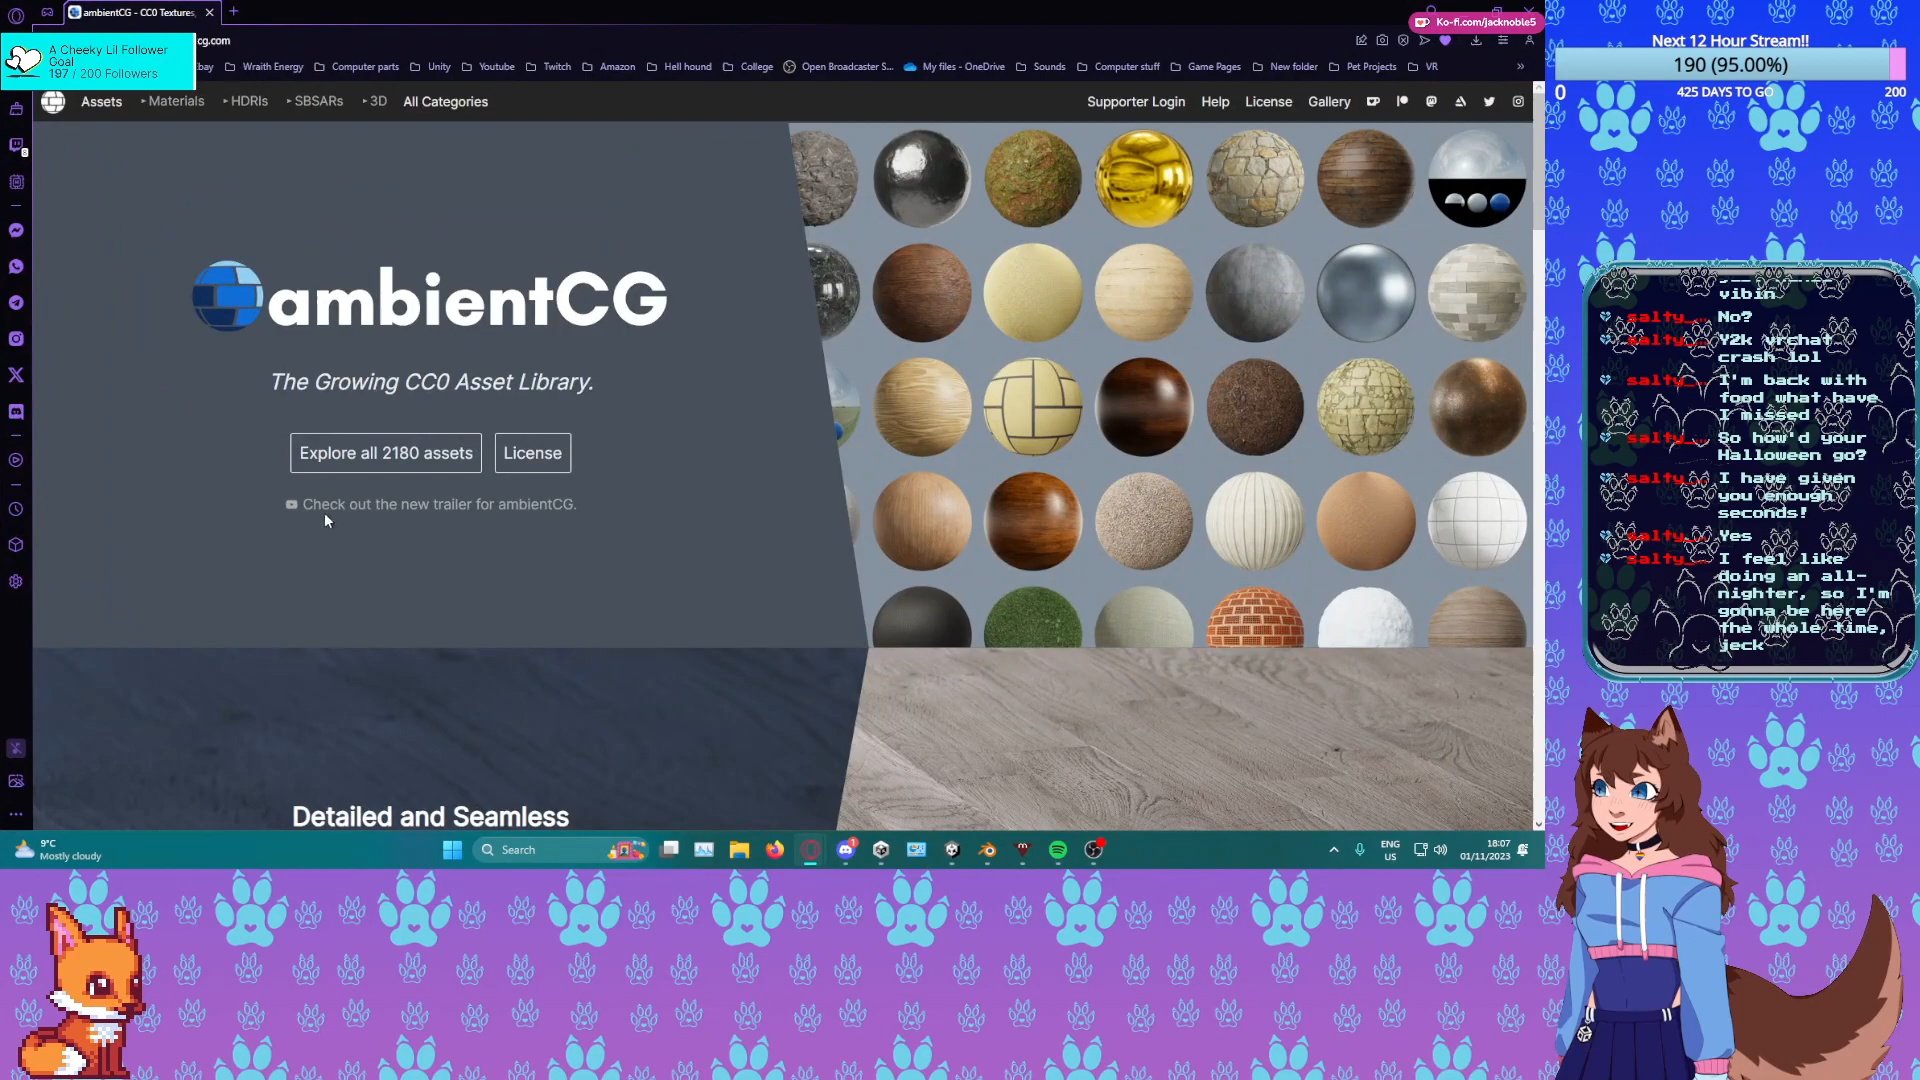 ambientCG - CC0 Textures,
Ko-fi.com/jacknoble5
cg.com
A Cheeky Lil Follower
Goal
197 / 200 Followers
Wraith Energy
Computer parts
Unity
Youtube
Twitch
Amazon
Hell hound
College
Open Broadcaster S...
My files - OneDrive
Sounds
Computer stuff
Game Pages
New folder
Pet Projects
VR
Assets
Materials
HDRIs
SBSARs
3D
All Categories
Supporter Login
Help
License
Gallery
ambientCG
The Growing CC0 Asset Library.
Explore all 2180 assets
License
Check out the new trailer for ambientCG.
Detailed and Seamless
9°C
Mostly cloudy
Search
ENG
US
18:07
01/11/2023
Next 12 Hour Stream!!
190 (95.00%)
0
425 DAYS TO GO
200
vibin
salty_... No?
salty_... Y2k vrchat
crash lol
salty_... I'm back with
food what have
I missed
salty_... So how'd your
Halloween go?
salty_... I have given
you enough
seconds!
salty_... Yes
salty_... I feel like
doing an all-
nighter, so I'm
gonna be here
the whole time,
jeck